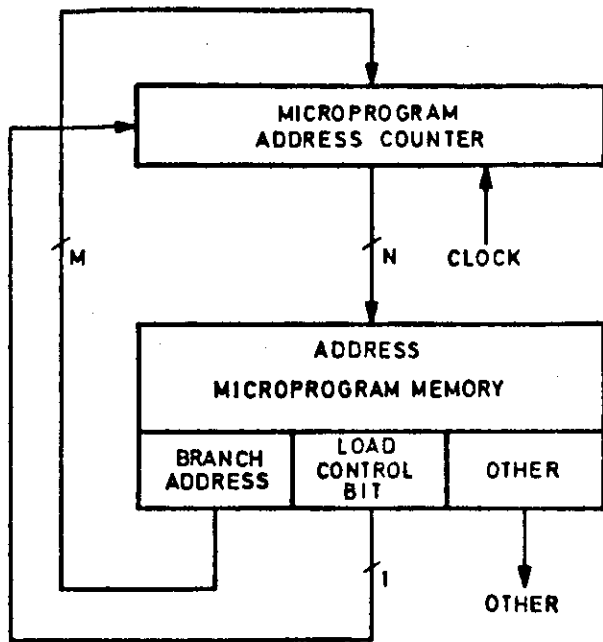 MICROPROGRAM
ADDRESS COUNTER
M
N
CLOCK
ADDRESS
MICROPROGRAM MEMORY
BRANCH
ADDRESS
LOAD
CONTROL
BIT
OTHER
1
OTHER